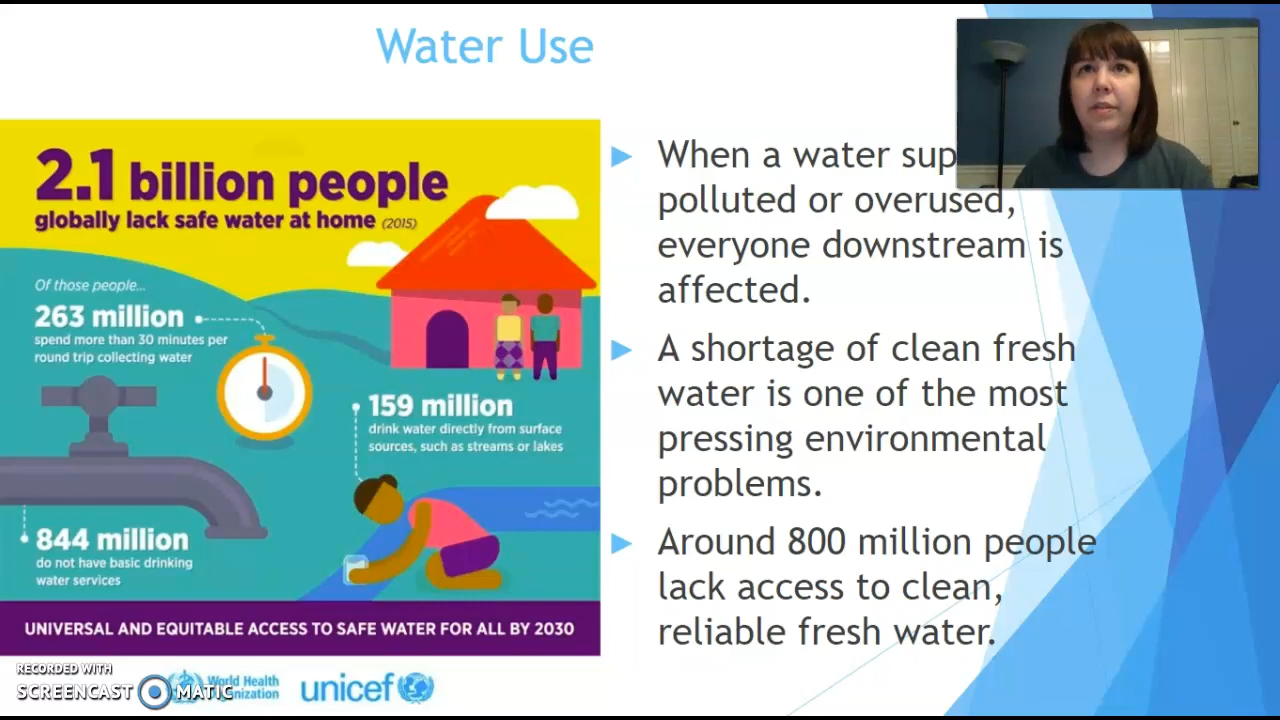 Water Use
2.1 billion people
globally lack safe water at home (2015)
Of those people...
263 million
spend more than 30 minutes per
round trip collecting water
159 million
drink water directly from surface
sources, such as streams or lakes
844 million
do not have basic drinking
water services
UNIVERSAL AND EQUITABLE ACCESS TO SAFE WATER FOR ALL BY 2030
World Health
unicef
RECORDED WITH
SCREENCAST MATIC
When a water
polluted or overused,
everyone downstream is
affected.
A shortage of clean fresh
water is one of the most
pressing environmental
problems.
Around 800 million people
lack access to clean,
reliable fresh water.